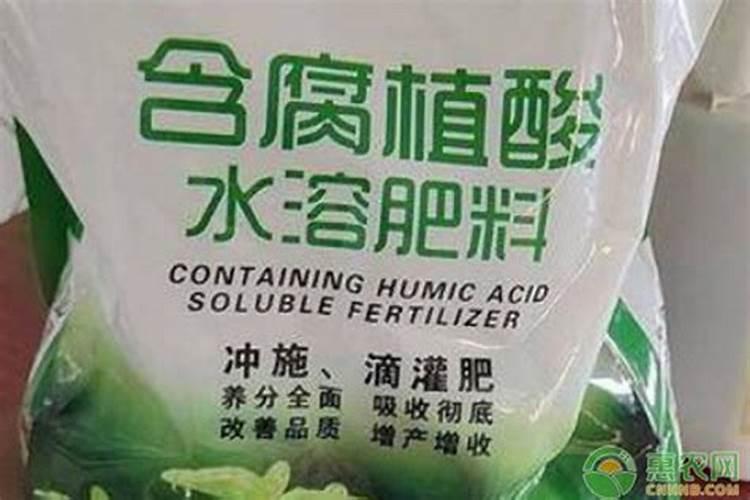 含腐植酸
水溶肥料
CONTAINING HUMIC ACID
SOLUBLE FERTILIZER
冲施、滴灌肥
养分全面 吸收彻底
改善品质 增产增收
惠农网
CNHNB.COM